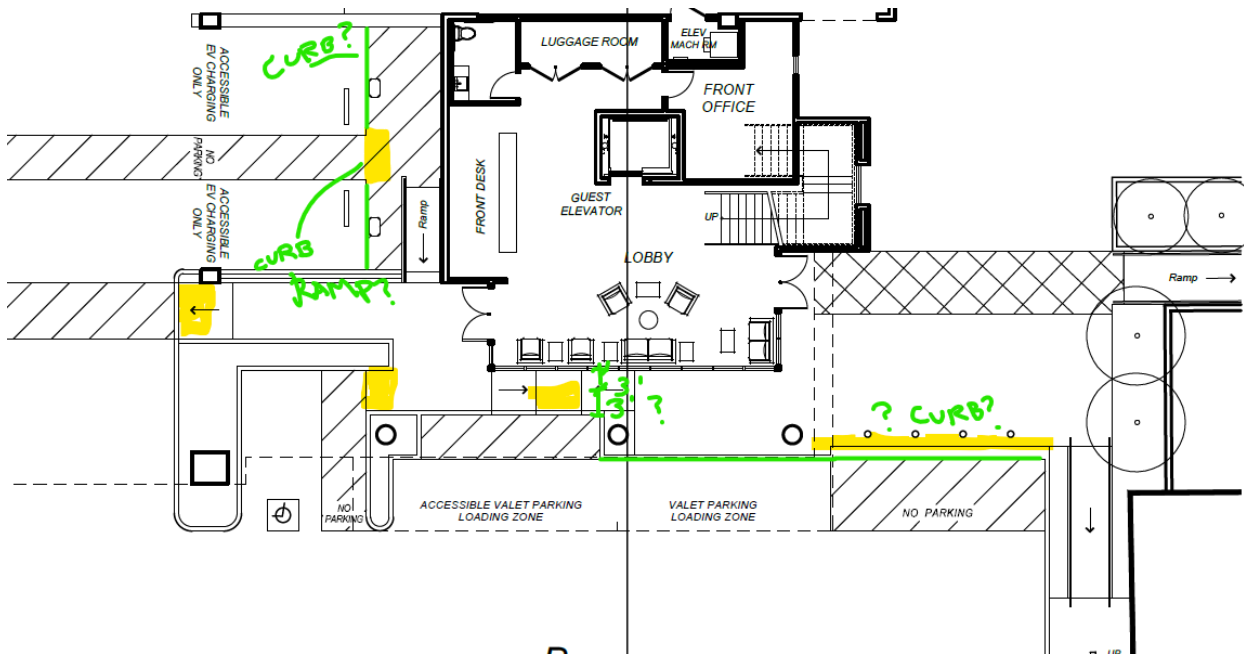 ACCESSIBLE
EV CHARGING
ONLY
CURB?
LUGGAGE ROOM
ELEV
MACH RM
FRONT
OFFICE
NO
PARKING
ACCESSIBLE
EV CHARGING
ONLY
FRONT DESK
GUEST
ELEVATOR
UP
Ramp
LOBBY
CURB
RAMP?
Ramp
3'
3' ?
? CURB?
NO
PARKING
ACCESSIBLE VALET PARKING
LOADING ZONE
VALET PARKING
LOADING ZONE
NO PARKING
UP